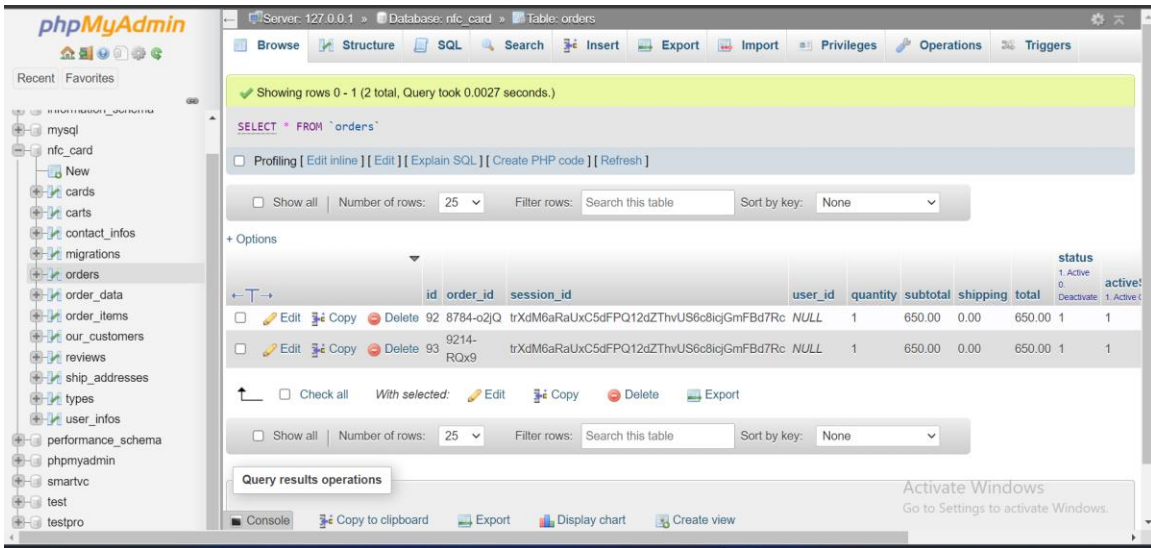 phpMyAdmin
Recent Favorites
information_schema
mysql
nfc_card
New
cards
carts
contact_infos
migrations
orders
order_data
order_items
our_customers
reviews
ship_addresses
types
user_infos
performance_schema
phpmyadmin
smartvc
test
testpro
Server: 127.0.0.1 » Database: nfc_card » Table: orders
Browse Structure SQL Search Insert Export Import Privileges Operations Triggers
Showing rows 0 - 1 (2 total, Query took 0.0027 seconds.)
SELECT * FROM `orders`
Profiling [ Edit inline ] [ Edit ] [ Explain SQL ] [ Create PHP code ] [ Refresh ]
Show all | Number of rows: 25 Filter rows: Search this table Sort by key: None
+ Options
←T→ id order_id session_id user_id quantity subtotal shipping total status
1. Active
0.
Deactivate
activeS
1. Active 0
Edit Copy Delete 92 8784-o2jQ trXdM6aRaUxC5dFPQ12dZThvUS6c8icjGmFBd7Rc NULL 1 650.00 0.00 650.00 1 1
Edit Copy Delete 93 9214-
RQx9 trXdM6aRaUxC5dFPQ12dZThvUS6c8icjGmFBd7Rc NULL 1 650.00 0.00 650.00 1 1
Check all With selected: Edit Copy Delete Export
Show all | Number of rows: 25 Filter rows: Search this table Sort by key: None
Query results operations
Console Copy to clipboard Export Display chart Create view
Activate Windows
Go to Settings to activate Windows.